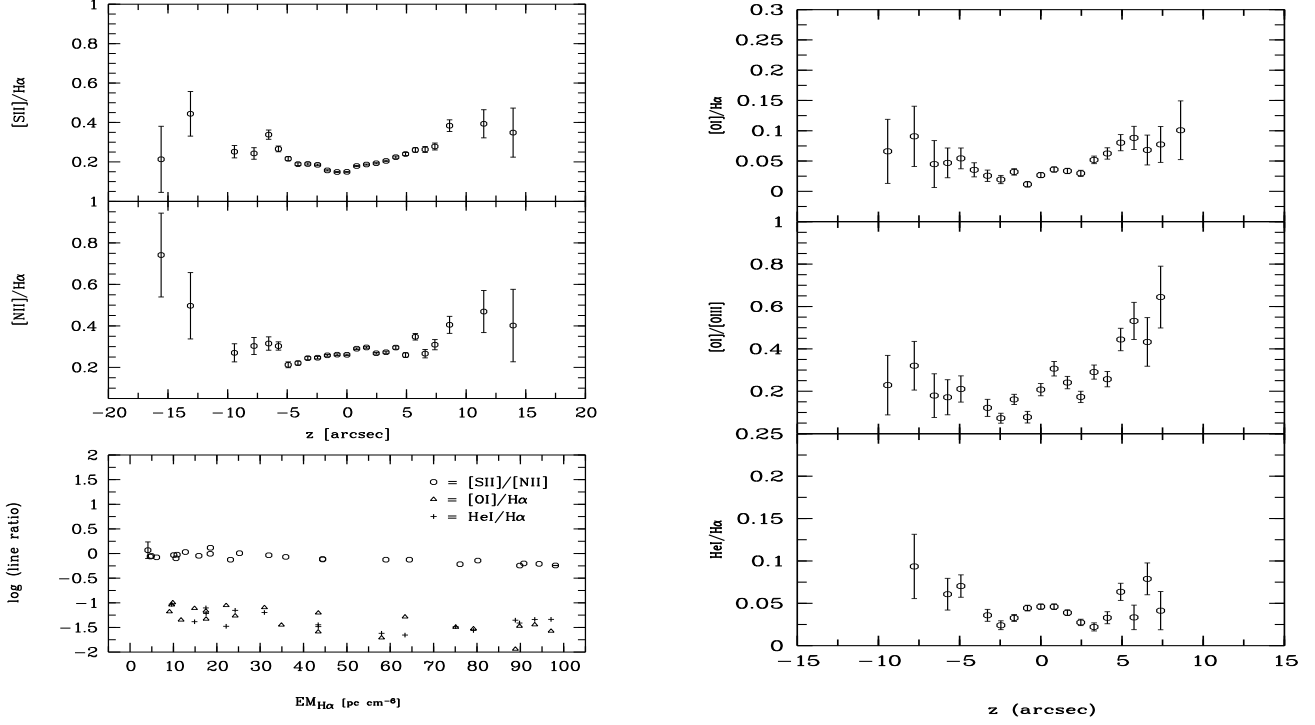 1
0.8
0.6
0.4
0.2
[SII]/Hα
1
0.8
0.6
0.4
0.2
[NII]/Hα
−20 −15 −10 −5 0 5 10 15 20
z [arcsec]
2
1.5
1
0.5
0
−0.5
−1
−1.5
−2
log (line ratio)
○ = [SII]/[NII]
△ = [OI]/Hα
+ = HeI/Hα
0 10 20 30 40 50 60 70 80 90 100
EM_Hα [pc cm⁻⁶]
0.3
0.25
0.2
0.15
0.1
0.05
0
[OI]/Hα
1
0.8
0.6
0.4
0.2
[OI]/[OIII]
0.25
0.2
0.15
0.1
0.05
0
HeI/Hα
−15 −10 −5 0 5 10 15
z (arcsec)